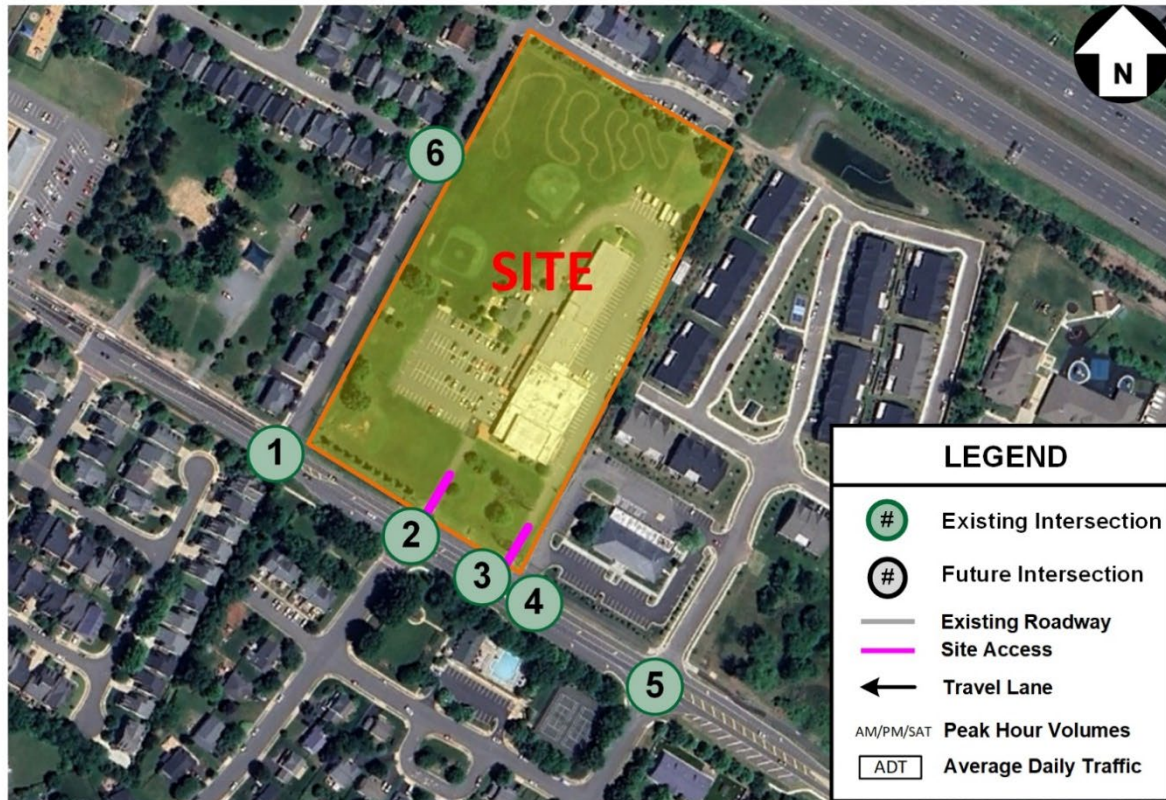 N
6
SITE
1
2
3
4
5
LEGEND
# Existing Intersection
# Future Intersection
Existing Roadway
Site Access
Travel Lane
AM/PM/SAT Peak Hour Volumes
ADT Average Daily Traffic